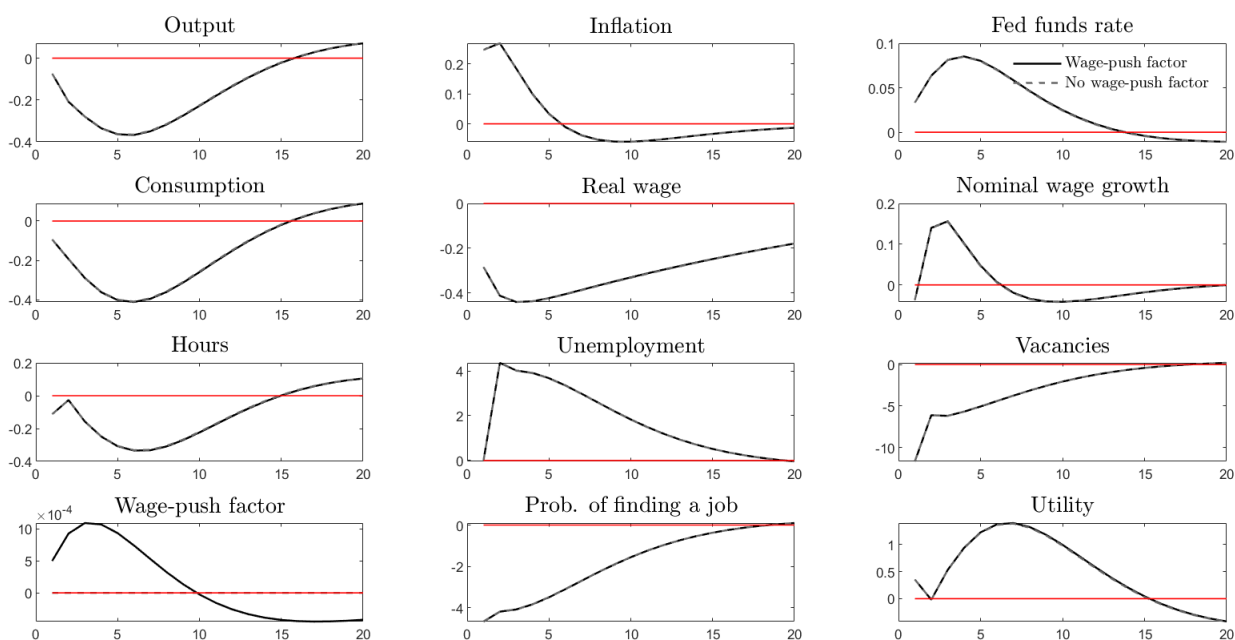 Output
0
-0.2
-0.4
0 5 10 15 20
Inflation
0.2
0.1
0
0 5 10 15 20
Fed funds rate
0.1
0.05
0
0 5 10 15 20
Wage-push factor
No wage-push factor
Consumption
0
-0.2
-0.4
0 5 10 15 20
Real wage
0
-0.2
-0.4
0 5 10 15 20
Nominal wage growth
0.2
0.1
0
0 5 10 15 20
Hours
0.2
0
-0.2
-0.4
0 5 10 15 20
Unemployment
4
2
0
0 5 10 15 20
Vacancies
0
-5
-10
0 5 10 15 20
Wage-push factor
×10⁻⁴
10
5
0
0 5 10 15 20
Prob. of finding a job
0
-2
-4
0 5 10 15 20
Utility
1
0.5
0
0 5 10 15 20